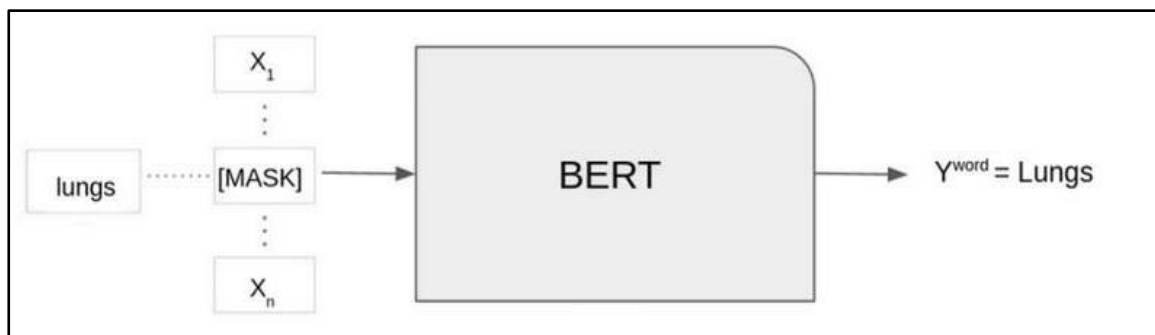 X₁
lungs
[MASK]
BERT
Yʷᵒʳᵈ = Lungs
Xₙ